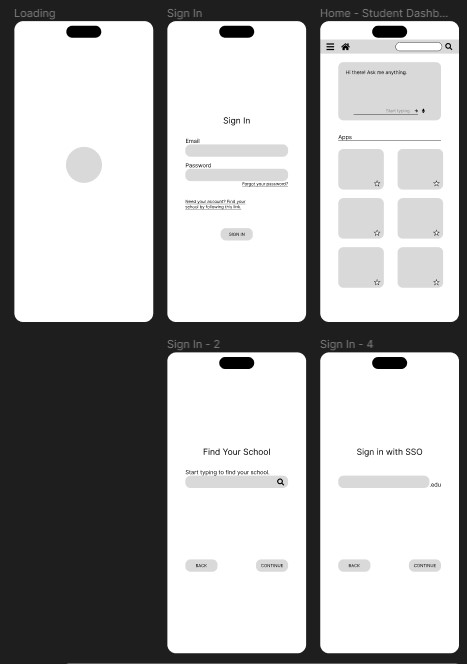 Loading
Sign In
Home - Student Dashb...
Sign In
Email
Password
Forgot your password?
Need your account? Find your
school by following this link.
SIGN IN
Hi there! Ask me anything.
Start typing
Apps
Sign In - 2
Sign In - 4
Find Your School
Start typing to find your school.
BACK
CONTINUE
Sign in with SSO
.edu
BACK
CONTINUE